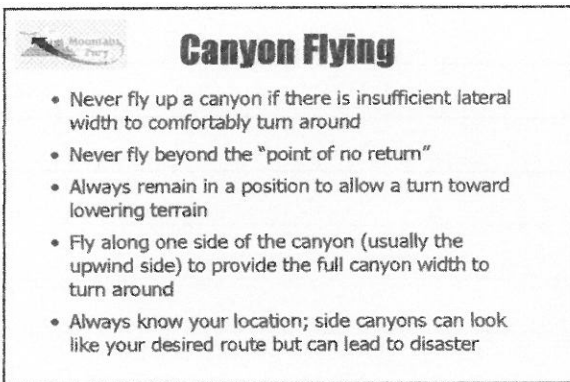 Mountain
Canyon Flying
• Never fly up a canyon if there is insufficient lateral
width to comfortably turn around
• Never fly beyond the “point of no return”
• Always remain in a position to allow a turn toward
lowering terrain
• Fly along one side of the canyon (usually the
upwind side) to provide the full canyon width to
turn around
• Always know your location; side canyons can look
like your desired route but can lead to disaster